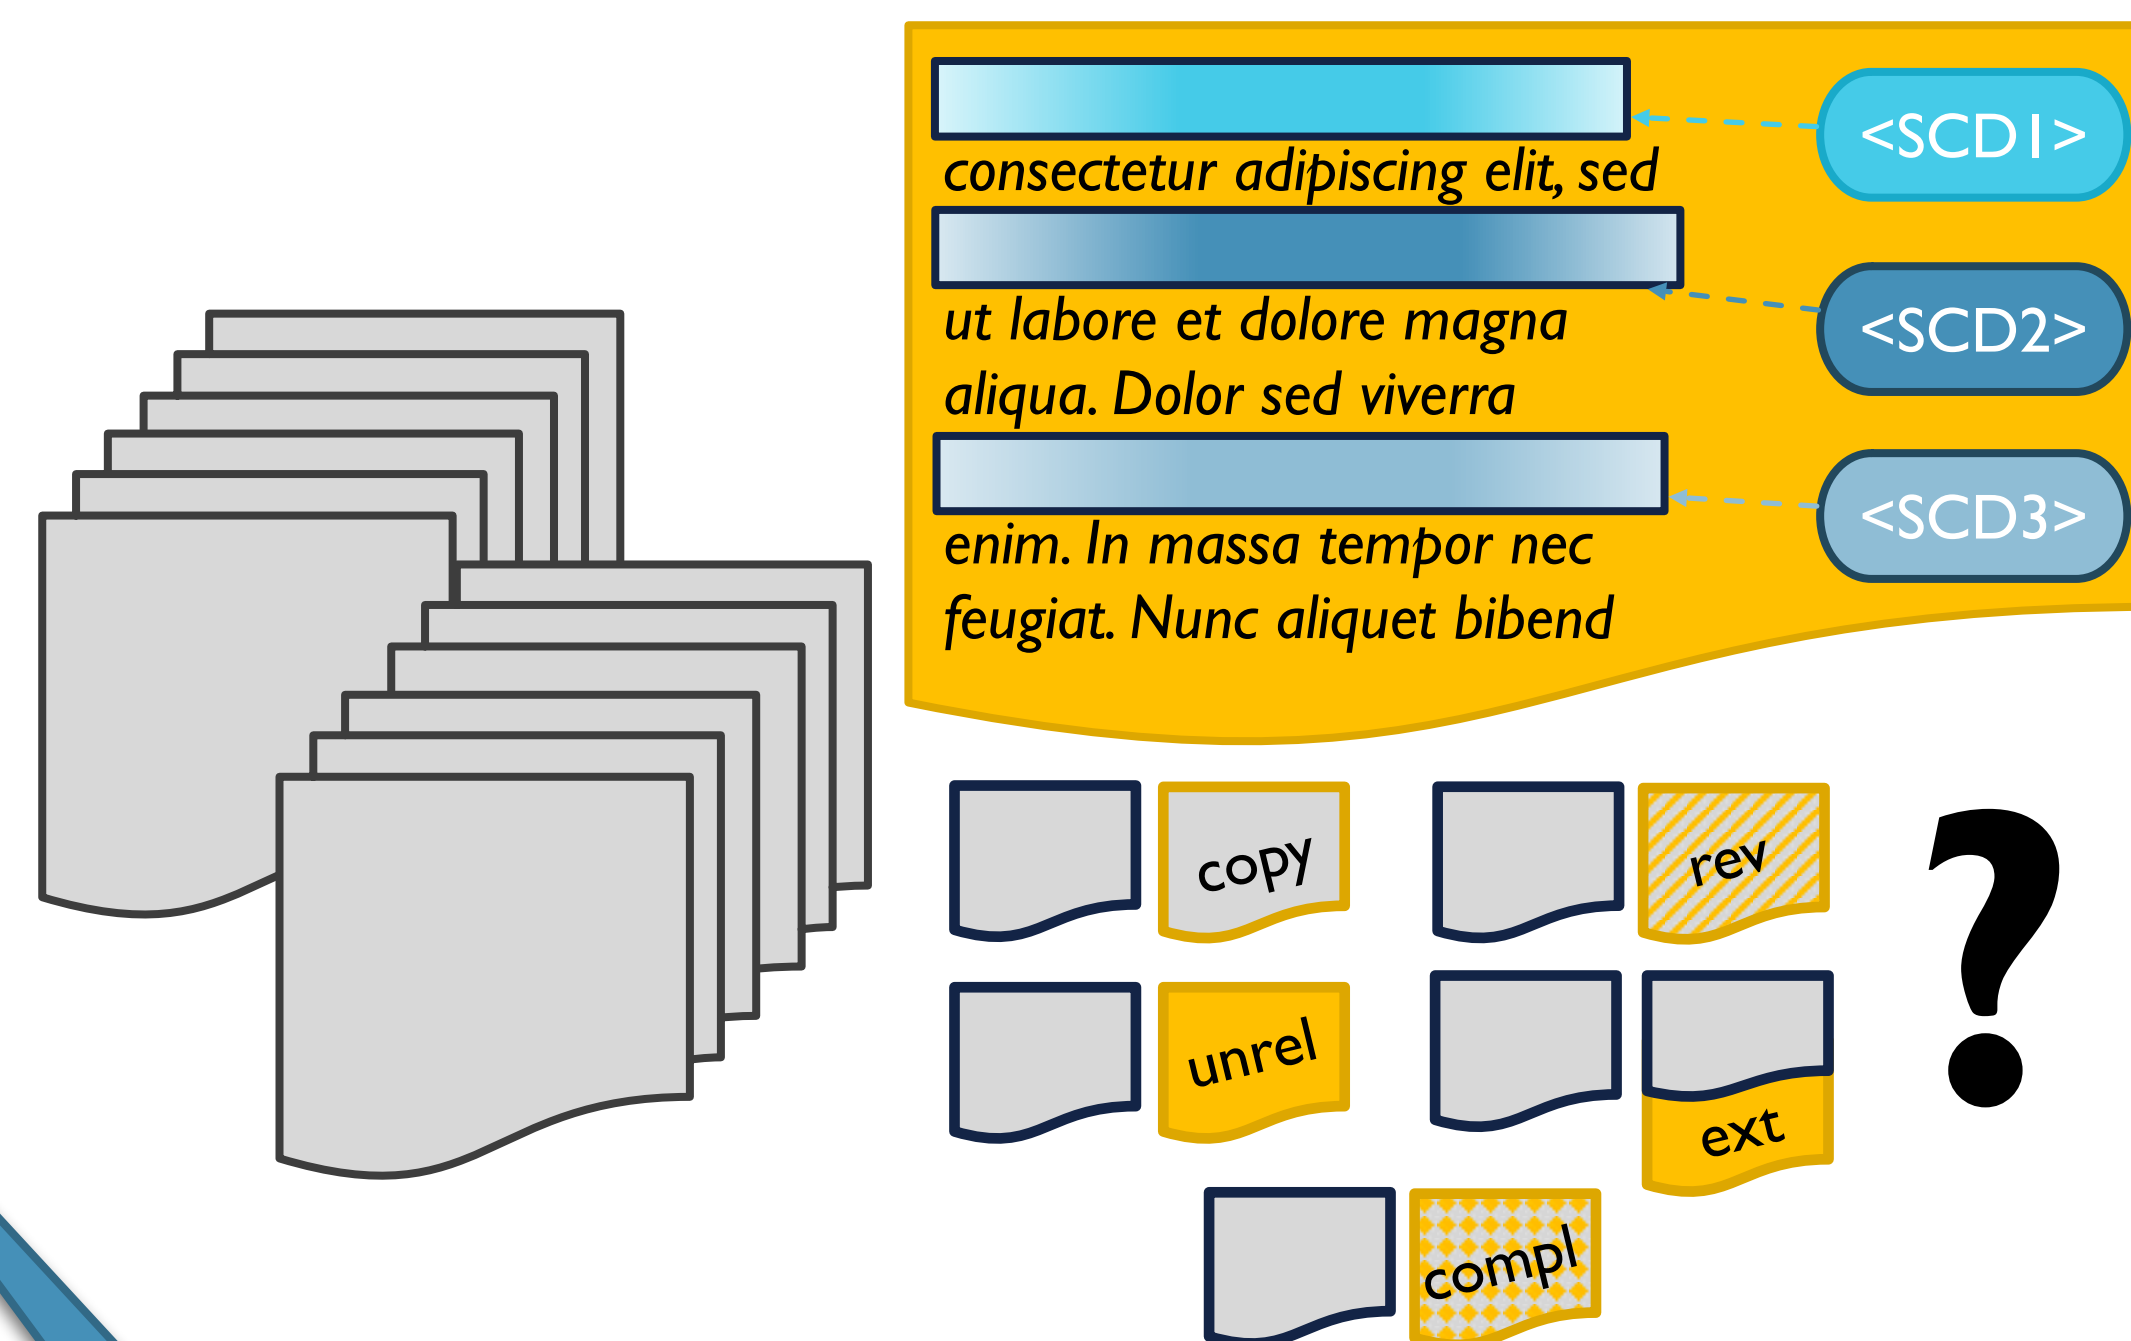 <SCD1>
consectetur adipiscing elit, sed
<SCD2>
ut labore et dolore magna
aliqua. Dolor sed viverra
<SCD3>
enim. In massa tempor nec
feugiat. Nunc aliquet bibend
copy
rev
?
unrel
ext
compl